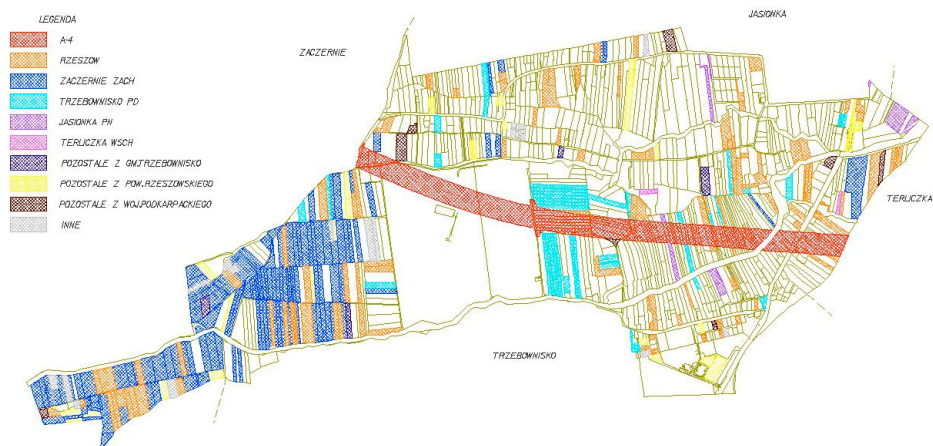 LEGENDA
A-4
RZESZOW
ZACZERNIE ZACH
TRZEBOWNISKO PD
JASIONKA PN
TERLICZKA WSCH
POZOSTALE Z GM.TRZEBOWNISKO
POZOSTALE Z POW.RZESZOWSKIEGO
POZOSTALE Z WOJ.PODKARPACKIEGO
INNE
ZACZERNIE
JASIONKA
TERLICZKA
TRZEBOWNISKO